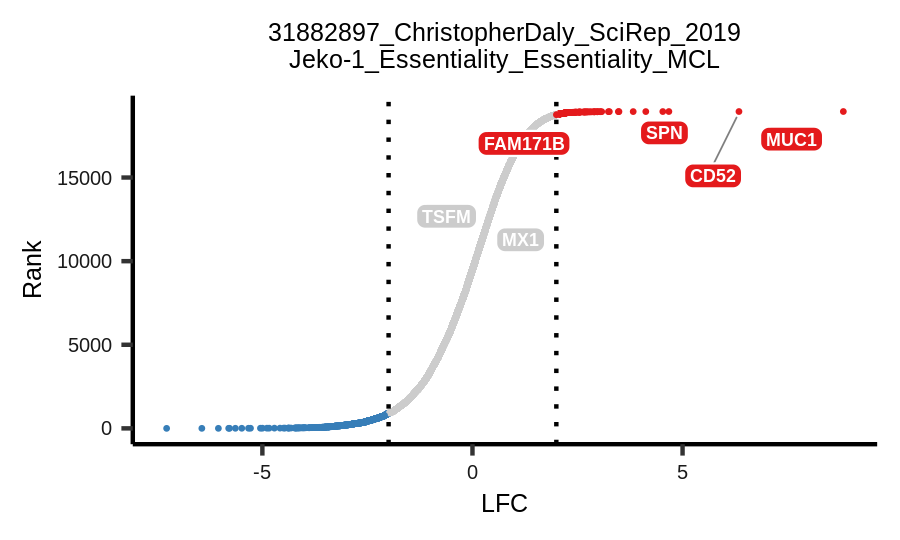 31882897_ChristopherDaly_SciRep_2019
Jeko-1_Essentiality_Essentiality_MCL
SPN
MUC1
FAM171B
CD52
TSFM
MX1
15000
10000
5000
0
Rank
-5
0
5
LFC